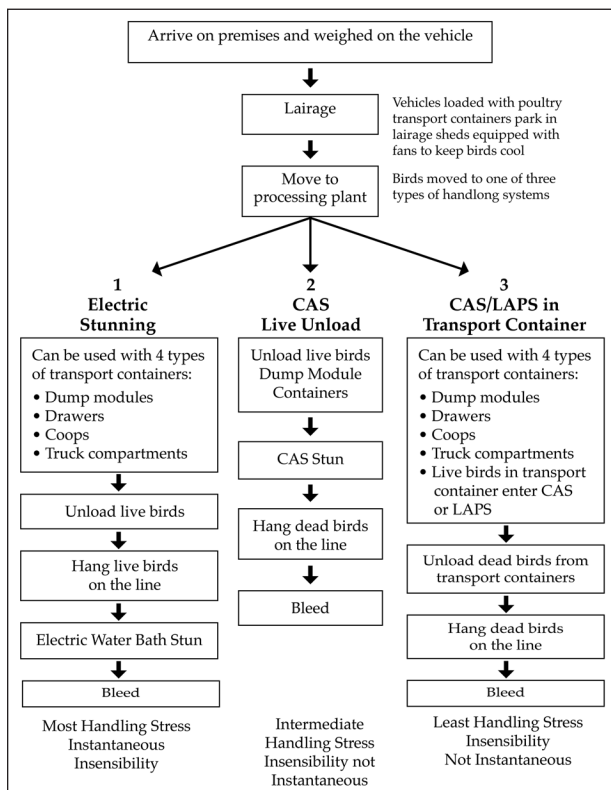 Arrive on premises and weighed on the vehicle
Lairage
Vehicles loaded with poultry
transport containers park in
lairage sheds equipped with
fans to keep birds cool
Move to
processing plant
Birds moved to one of three
types of handlong systems
1
Electric
Stunning
Can be used with 4 types
of transport containers:
• Dump modules
• Drawers
• Coops
• Truck compartments
Unload live birds
Hang live birds
on the line
Electric Water Bath Stun
Bleed
Most Handling Stress
Instantaneous
Insensibility
2
CAS
Live Unload
Unload live birds
Dump Module
Containers
CAS Stun
Hang dead birds
on the line
Bleed
Intermediate
Handling Stress
Insensibility not
Instantaneous
3
CAS/LAPS in
Transport Container
Can be used with 4 types
of transport containers:
• Dump modules
• Drawers
• Coops
• Truck compartments
• Live birds in transport
container enter CAS
or LAPS
Unload dead birds from
transport containers
Hang dead birds
on the line
Bleed
Least Handling Stress
Insensibility
Not Instantaneous